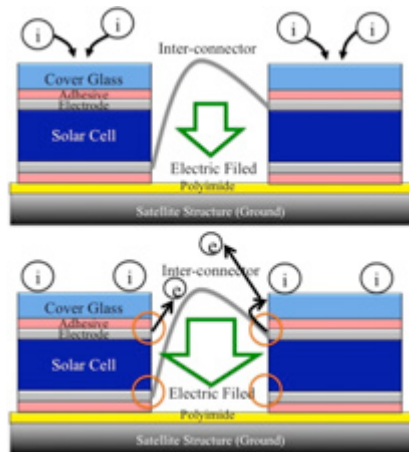 i i i i
Inter-connector
Cover Glass
Adhesive
Electrode
Solar Cell
Electric Filed
Polyimide
Satellite Structure (Ground)
e
i i Inter-connector i i
e
Cover Glass
Adhesive
Electrode
Solar Cell
Electric Filed
Polyimide
Satellite Structure (Ground)